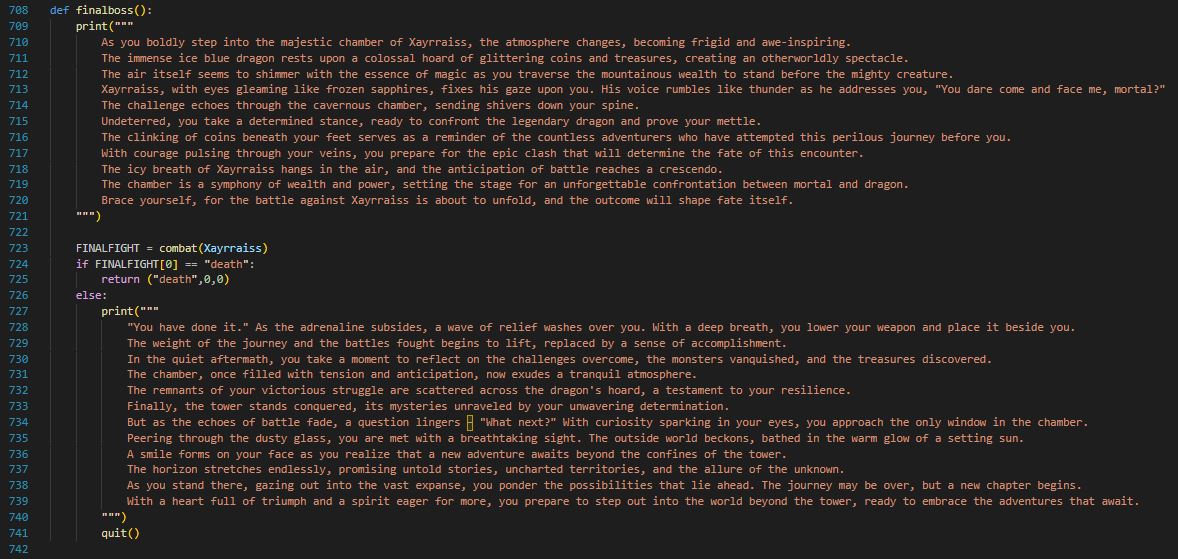 708 def finalboss():
709 print("""
710 As you boldly step into the majestic chamber of Xayrraiss, the atmosphere changes, becoming frigid and awe-inspiring.
711 The immense ice blue dragon rests upon a colossal hoard of glittering coins and treasures, creating an otherworldly spectacle.
712 The air itself seems to shimmer with the essence of magic as you traverse the mountainous wealth to stand before the mighty creature.
713 Xayrraiss, with eyes gleaming like frozen sapphires, fixes his gaze upon you. His voice rumbles like thunder as he addresses you, "You dare come and face me, mortal?"
714 The challenge echoes through the cavernous chamber, sending shivers down your spine.
715 Undeterred, you take a determined stance, ready to confront the legendary dragon and prove your mettle.
716 The clinking of coins beneath your feet serves as a reminder of the countless adventurers who have attempted this perilous journey before you.
717 With courage pulsing through your veins, you prepare for the epic clash that will determine the fate of this encounter.
718 The icy breath of Xayrraiss hangs in the air, and the anticipation of battle reaches a crescendo.
719 The chamber is a symphony of wealth and power, setting the stage for an unforgettable confrontation between mortal and dragon.
720 Brace yourself, for the battle against Xayrraiss is about to unfold, and the outcome will shape fate itself.
721 """)
722
723 FINALFIGHT = combat(Xayrraiss)
724 if FINALFIGHT[0] == "death":
725 return ("death",0,0)
726 else:
727 print("""
728 "You have done it." As the adrenaline subsides, a wave of relief washes over you. With a deep breath, you lower your weapon and place it beside you.
729 The weight of the journey and the battles fought begins to lift, replaced by a sense of accomplishment.
730 In the quiet aftermath, you take a moment to reflect on the challenges overcome, the monsters vanquished, and the treasures discovered.
731 The chamber, once filled with tension and anticipation, now exudes a tranquil atmosphere.
732 The remnants of your victorious struggle are scattered across the dragon's hoard, a testament to your resilience.
733 Finally, the tower stands conquered, its mysteries unraveled by your unwavering determination.
734 But as the echoes of battle fade, a question lingers "What next?" With curiosity sparking in your eyes, you approach the only window in the chamber.
735 Peering through the dusty glass, you are met with a breathtaking sight. The outside world beckons, bathed in the warm glow of a setting sun.
736 A smile forms on your face as you realize that a new adventure awaits beyond the confines of the tower.
737 The horizon stretches endlessly, promising untold stories, uncharted territories, and the allure of the unknown.
738 As you stand there, gazing out into the vast expanse, you ponder the possibilities that lie ahead. The journey may be over, but a new chapter begins.
739 With a heart full of triumph and a spirit eager for more, you prepare to step out into the world beyond the tower, ready to embrace the adventures that await.
740 """)
741 quit()
742